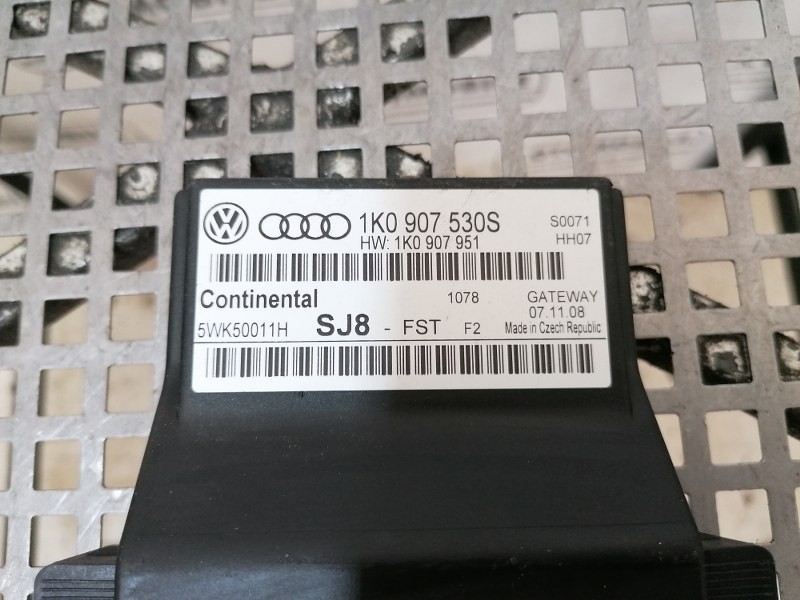 1K0 907 530S S0071
HW: 1K0 907 951 HH07
Continental 1078 GATEWAY
07.11.08
5WK50011H SJ8 - FST F2 Made in Czech Republic